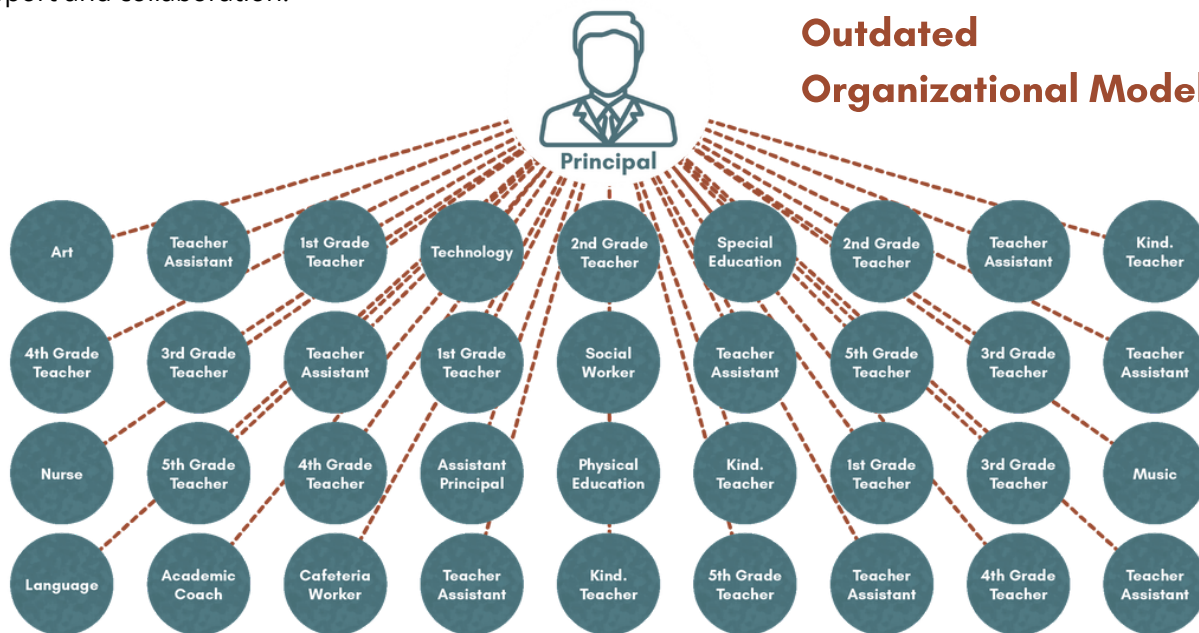 support and collaboration.
Outdated
Organizational Model
Principal
Art
Teacher
Assistant
1st Grade
Teacher
Technology
2nd Grade
Teacher
Special
Education
2nd Grade
Teacher
Teacher
Assistant
Kind.
Teacher
4th Grade
Teacher
3rd Grade
Teacher
Teacher
Assistant
1st Grade
Teacher
Social
Worker
Teacher
Assistant
5th Grade
Teacher
3rd Grade
Teacher
Teacher
Assistant
Nurse
5th Grade
Teacher
4th Grade
Teacher
Assistant
Principal
Physical
Education
Kind.
Teacher
1st Grade
Teacher
3rd Grade
Teacher
Music
Language
Academic
Coach
Cafeteria
Worker
Teacher
Assistant
Kind.
Teacher
5th Grade
Teacher
Teacher
Assistant
4th Grade
Teacher
Teacher
Assistant